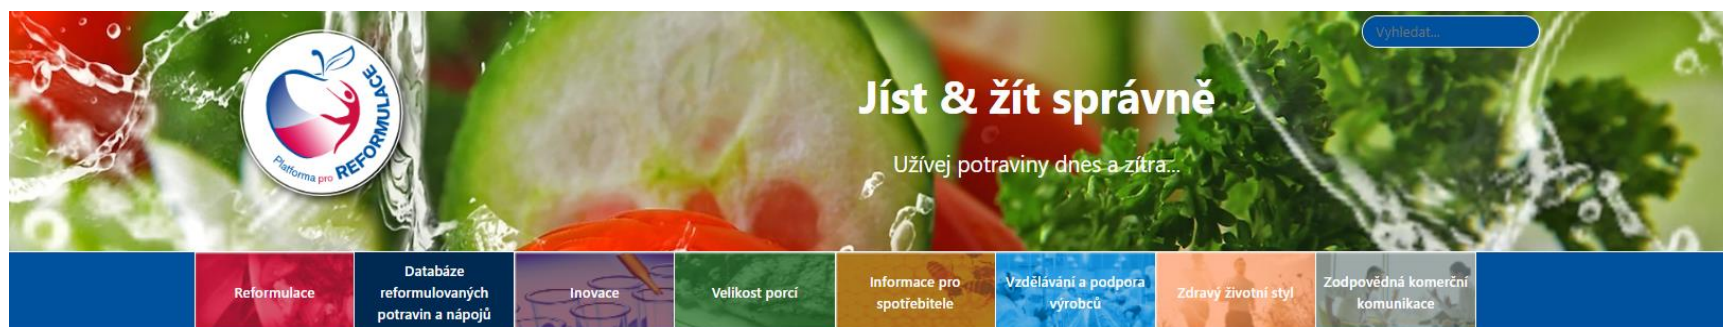 Vyhledat...
Platforma pro REFORMULACE
Jíst & žít správně
Užívej potraviny dnes a zítra...
Reformulace
Databáze
reformulovaných
potravin a nápojů
Inovace
Velikost porcí
Informace pro
spotřebitele
Vzdělávání a podpora
výrobců
Zdravý životní styl
Zodpovědná komerční
komunikace